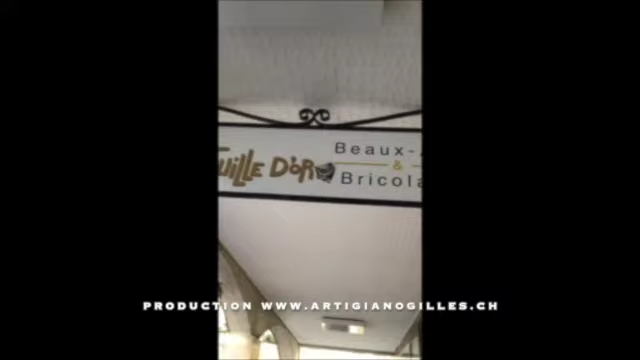 UILLE D'OR
Beaux-
&
Bricola
PRODUCTION WWW.ARTIGIANOGILLES.CH